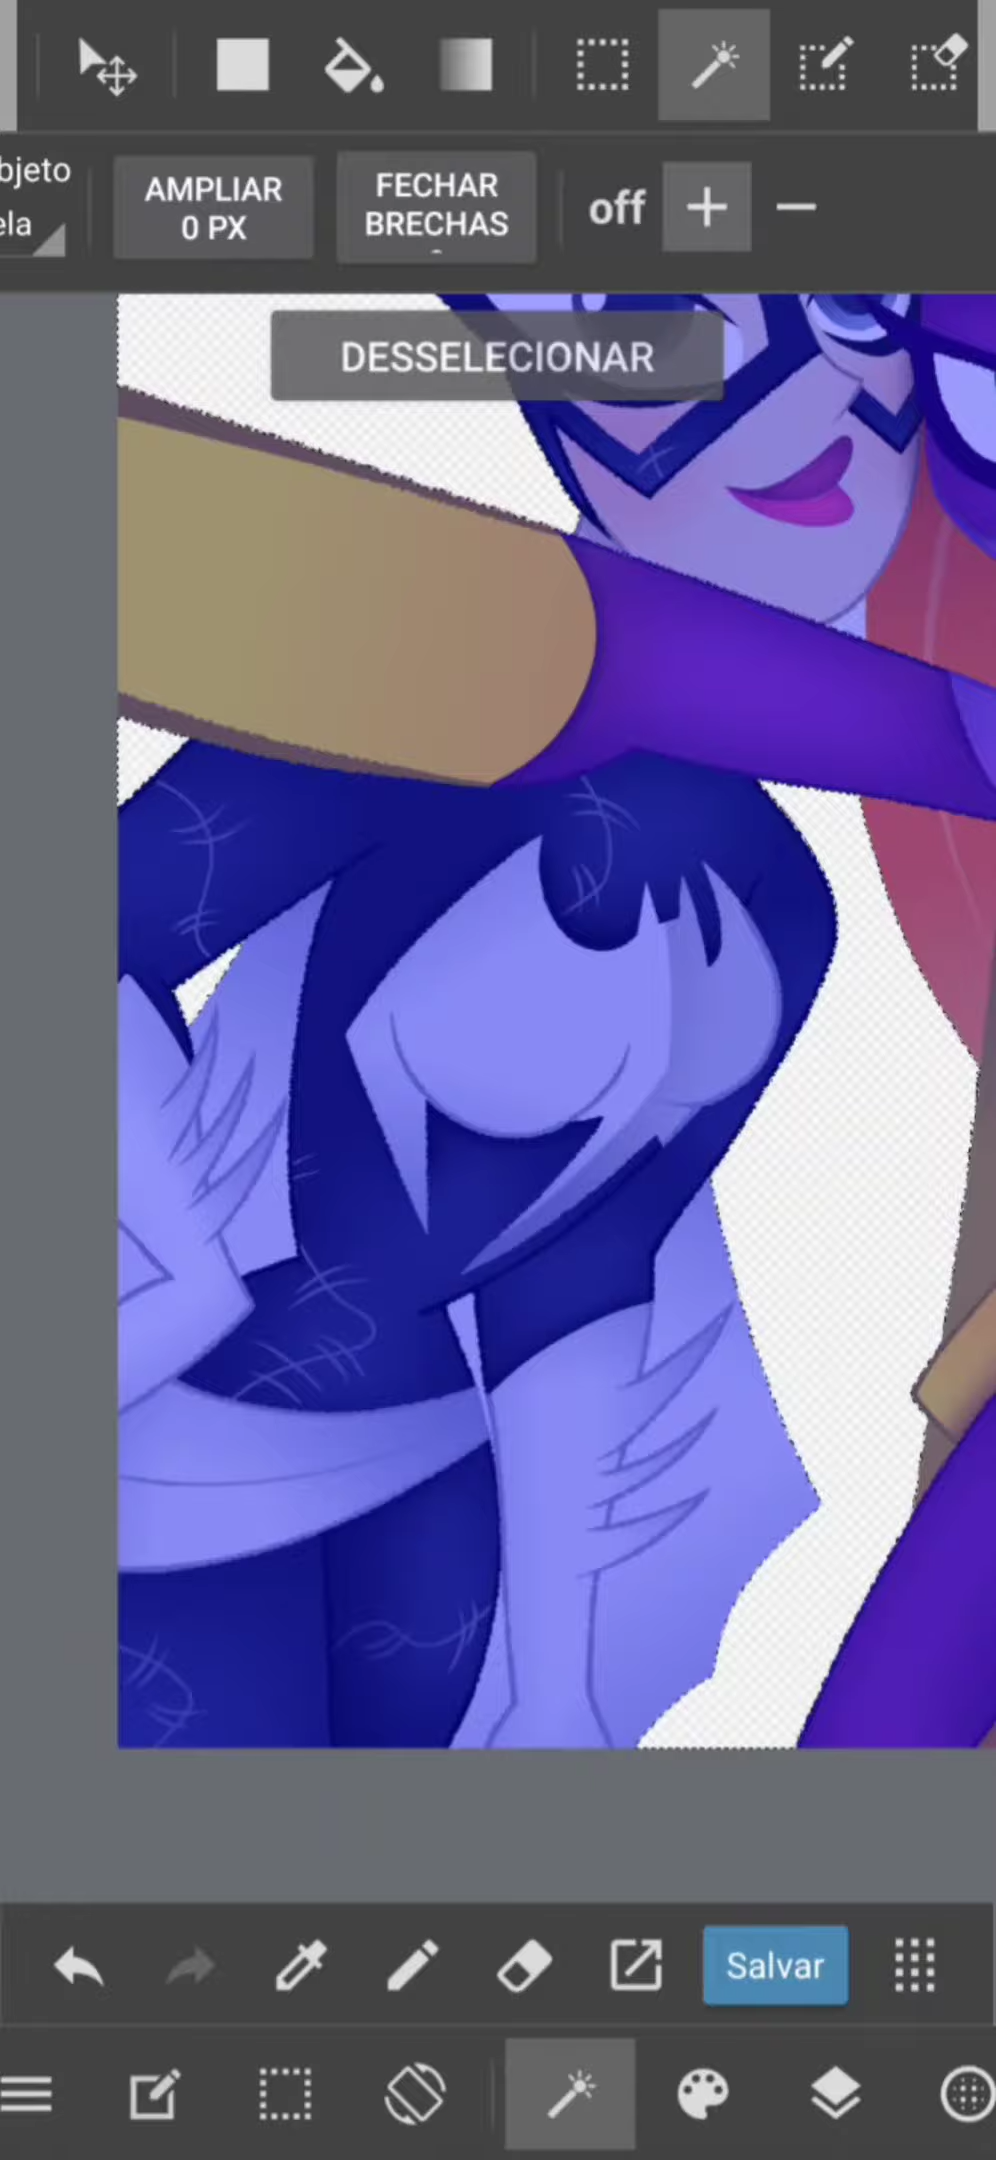 bjeto
ela
AMPLIAR
0 PX
FECHAR
BRECHAS
off
DESSELECIONAR
Salvar